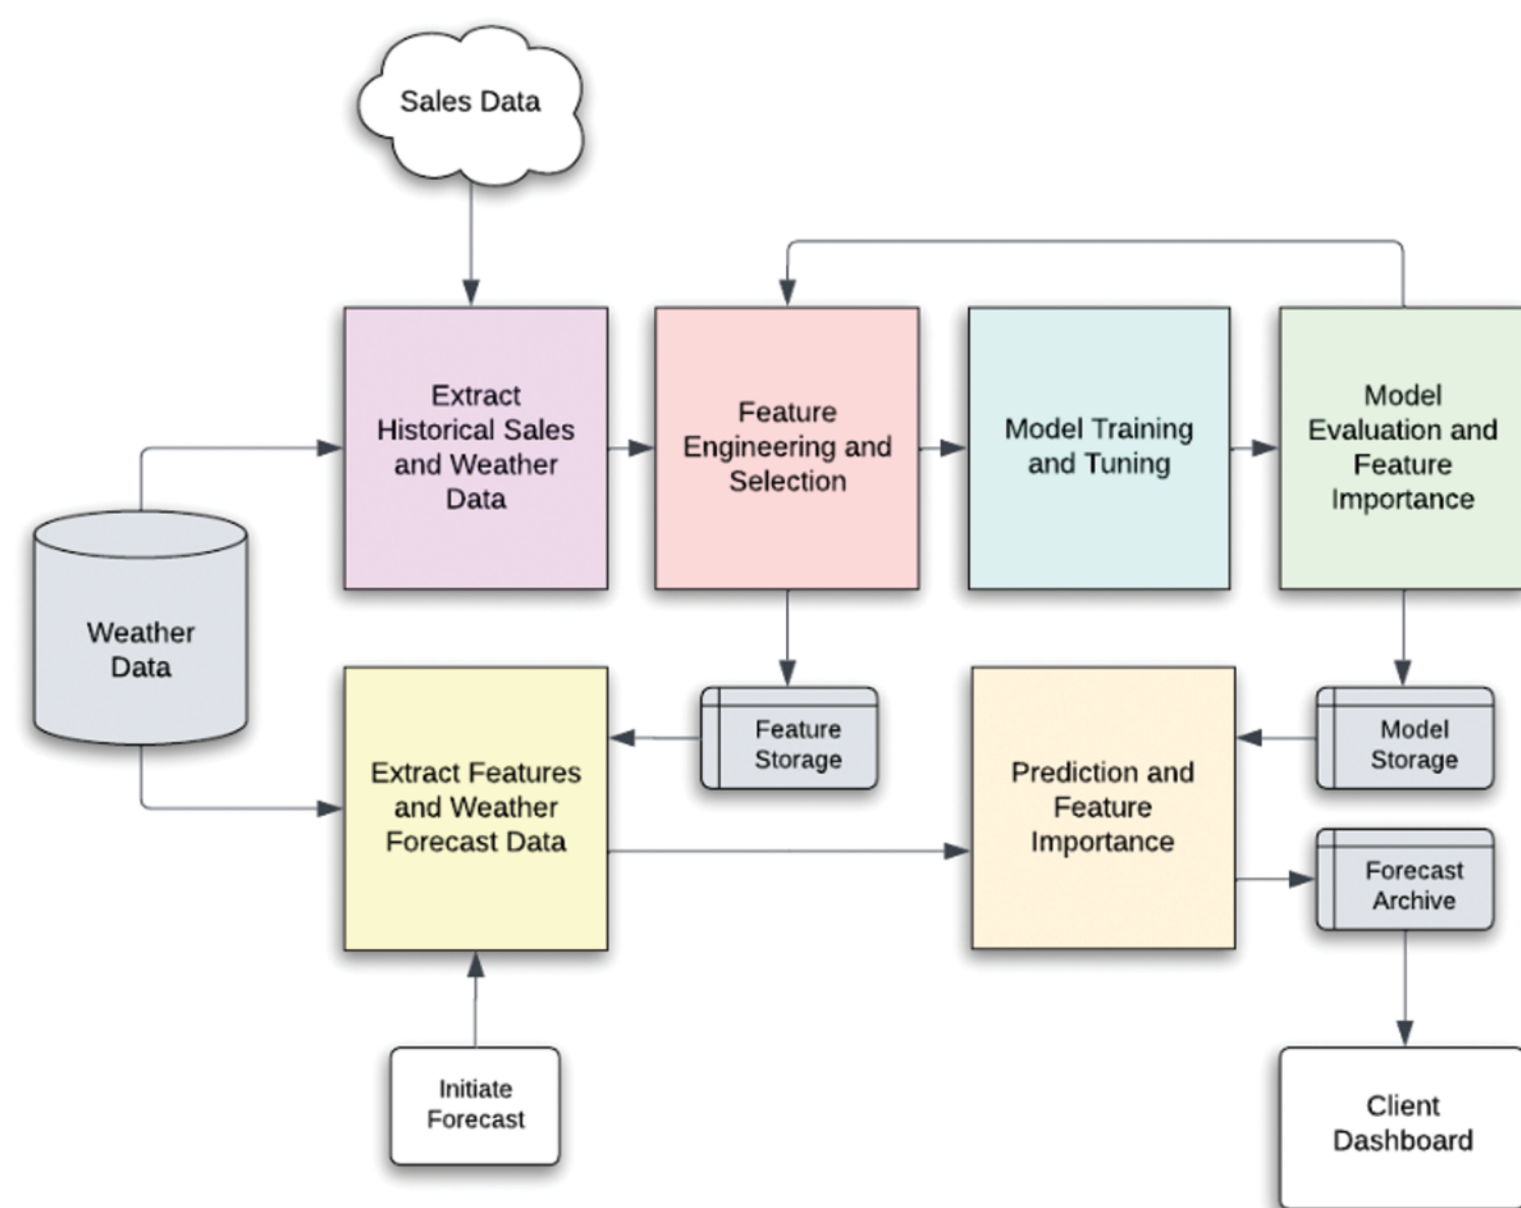 Sales Data
Extract
Historical Sales
and Weather
Data
Feature
Engineering and
Selection
Model Training
and Tuning
Model
Evaluation and
Feature
Importance
Weather
Data
Extract Features
and Weather
Forecast Data
Feature
Storage
Prediction and
Feature
Importance
Model
Storage
Forecast
Archive
Initiate
Forecast
Client
Dashboard